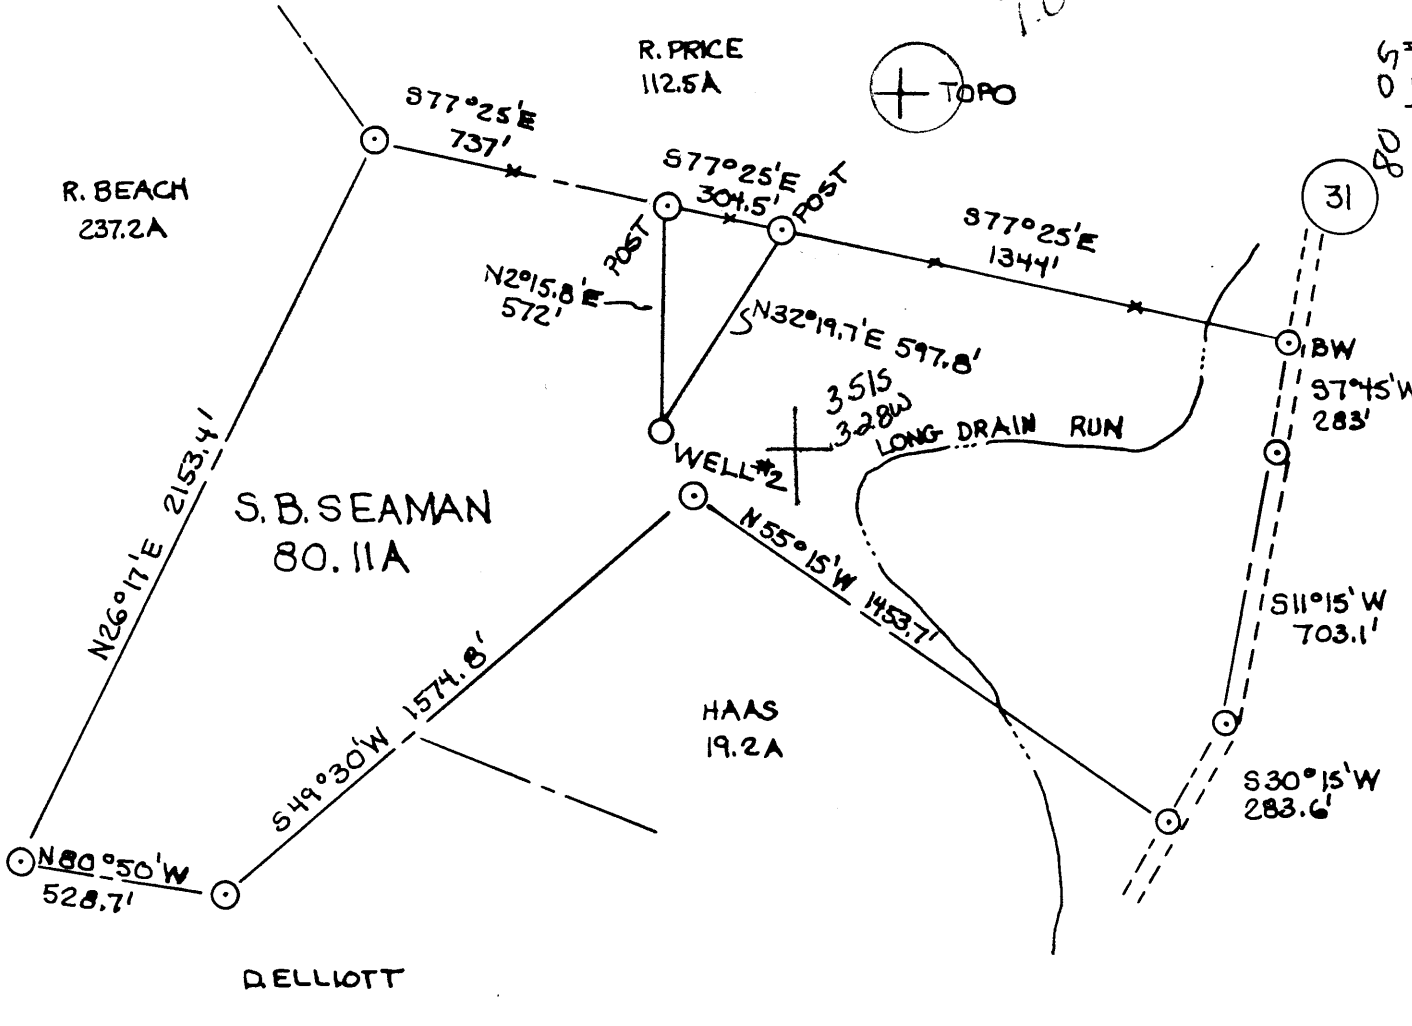 R. PRICE
112.5A
TOPO
S77°25'E
737'
S77°25'E
304.5'
POST
POST
31
80
R. BEACH
237.2A
S77°25'E
1344'
N2°15.8'E
572'
N32°19.7'E 597.8'
BW
S7°45'W
283'
3.51S
3.28W
LONG DRAIN RUN
WELL #2
N26°17'E 2153.4'
S. B. SEAMAN
80.11A
N55°15'W 1453.7'
S11°15'W
703.1'
S49°30'W 1574.8'
HAAS
19.2A
S30°15'W
283.6'
N80°50'W
528.7'
D. ELLIOTT